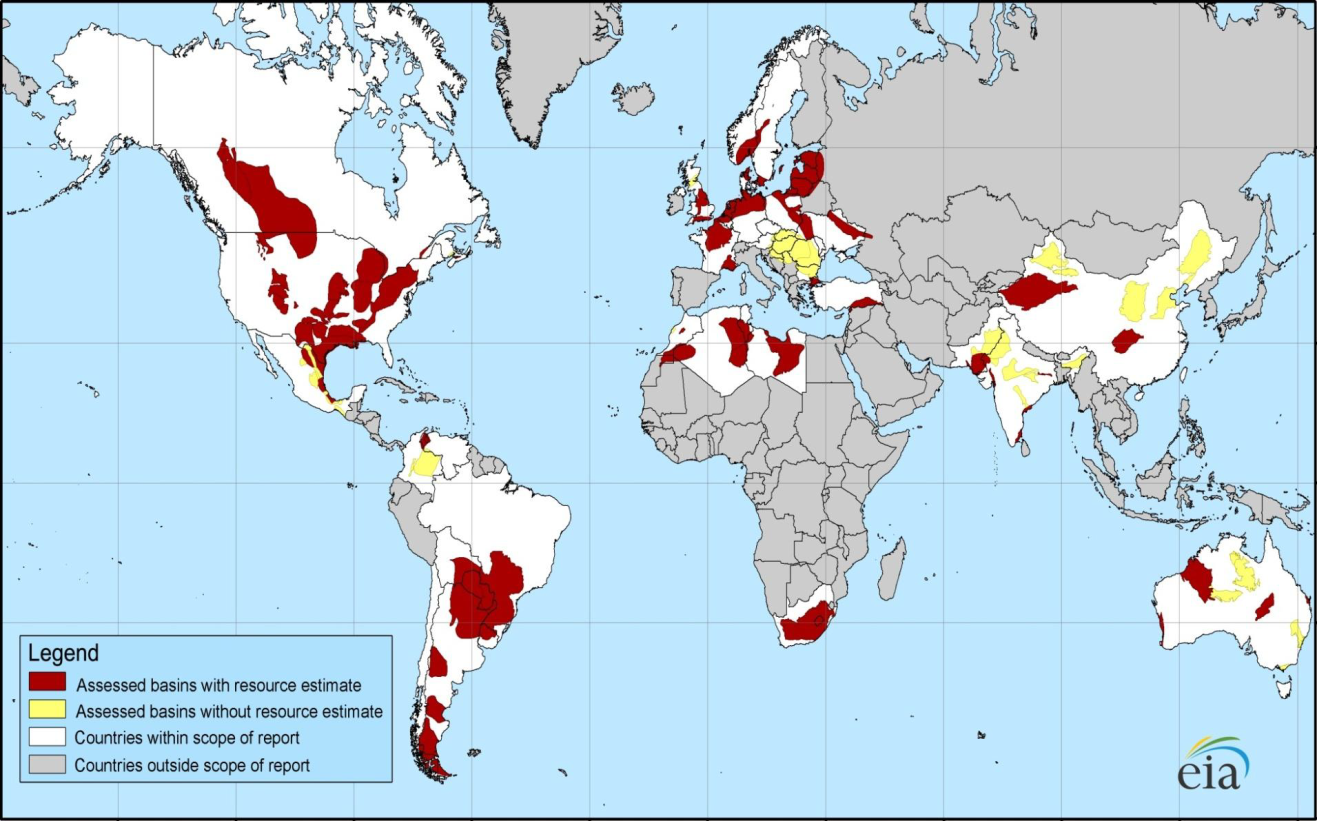 Legend
Assessed basins with resource estimate
Assessed basins without resource estimate
Countries within scope of report
Countries outside scope of report
eia